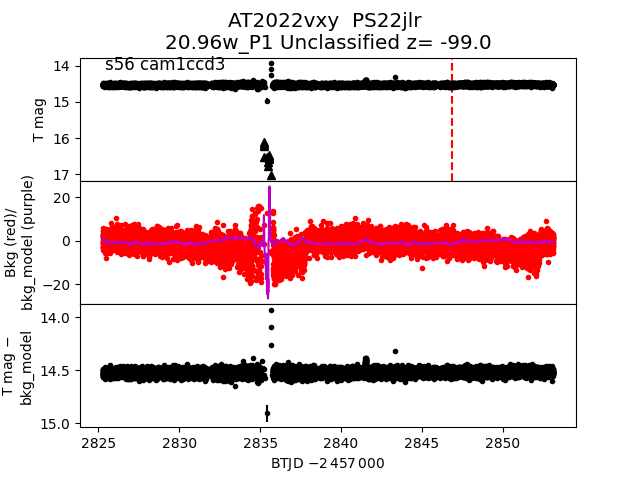 AT2022vxy  PS22jlr
20.96w_P1 Unclassified z= -99.0
s56 cam1ccd3
14
15
16
17
T mag
20
0
−20
Bkg (red)/
bkg_model (purple)
14.0
14.5
15.0
T mag −
bkg_model
2825 2830 2835 2840 2845 2850
BTJD −2 457 000